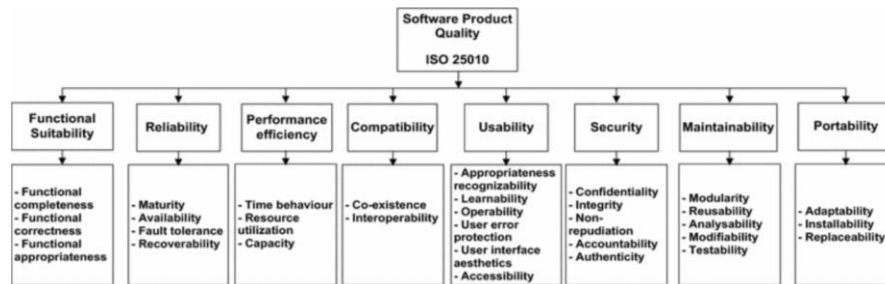 Software Product
Quality
ISO 25010
Functional
Suitability
Reliability
Performance
efficiency
Compatibility
Usability
Security
Maintainability
Portability
- Functional
completeness
- Functional
correctness
- Functional
appropriateness
- Maturity
- Availability
- Fault tolerance
- Recoverability
- Time behaviour
- Resource
utilization
- Capacity
- Co-existence
- Interoperability
- Appropriateness
recognizability
- Learnability
- Operability
- User error
protection
- User interface
aesthetics
- Accessibility
- Confidentiality
- Integrity
- Non-
repudiation
- Accountability
- Authenticity
- Modularity
- Reusability
- Analysability
- Modifiability
- Testability
- Adaptability
- Installability
- Replaceability